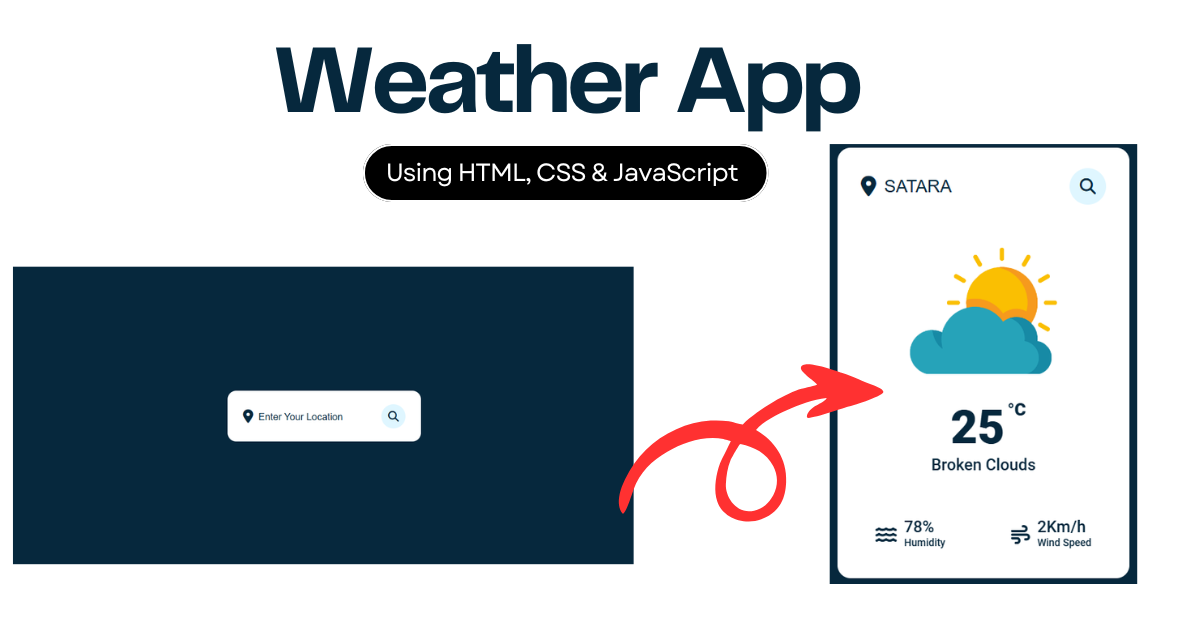 Weather App
Using HTML, CSS & JavaScript
Enter Your Location
SATARA
25 °C
Broken Clouds
78%
Humidity
2Km/h
Wind Speed